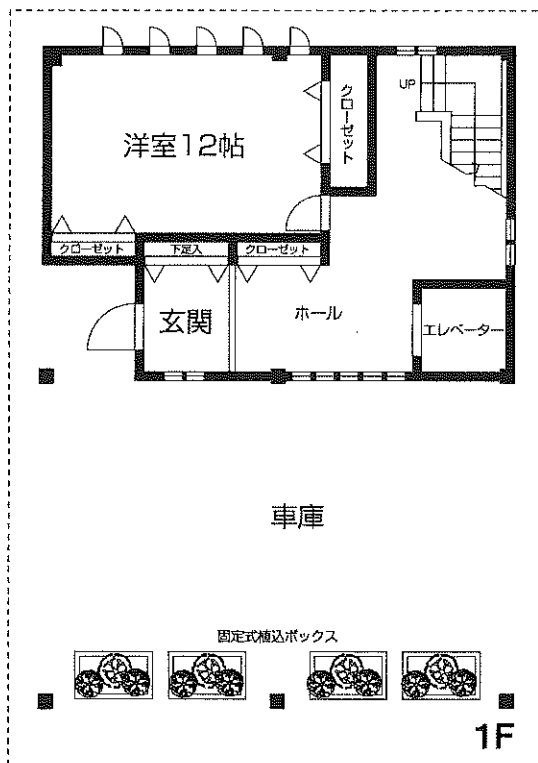 UP
クローゼット
洋室12帖
クローゼット
下足入
クローゼット
玄関
ホール
エレベーター
車庫
固定式植込ボックス
1F